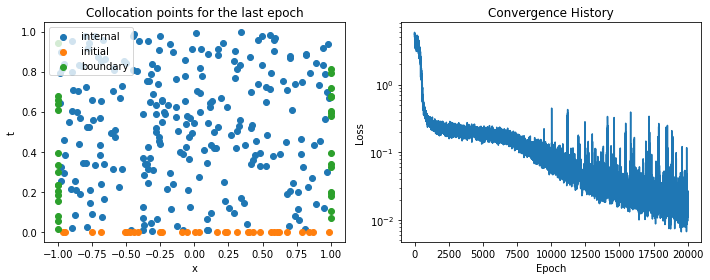 Collocation points for the last epoch
internal
initial
boundary
1.0
0.8
0.6
0.4
0.2
0.0
t
−1.00 −0.75 −0.50 −0.25 0.00 0.25 0.50 0.75 1.00
x
Convergence History
10⁰
10⁻¹
10⁻²
Loss
0 2500 5000 7500 10000 12500 15000 17500 20000
Epoch